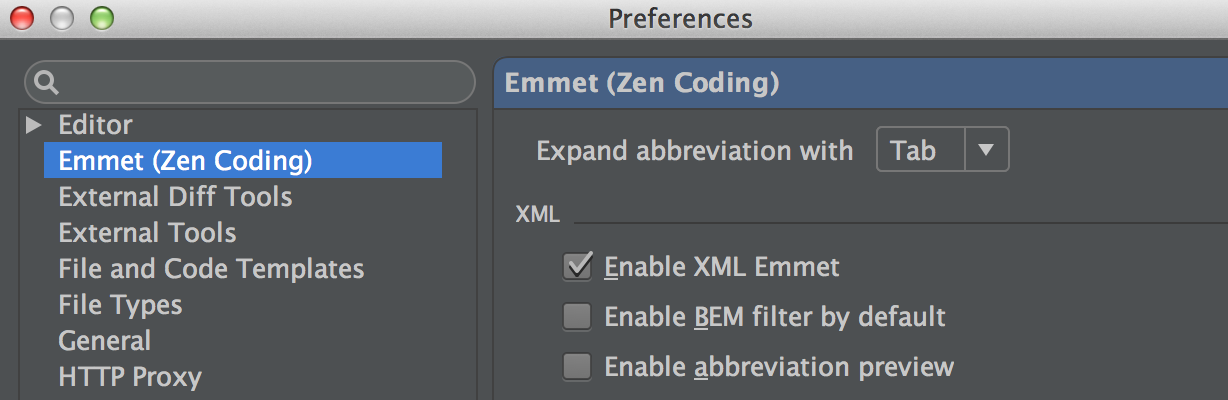 Preferences
Editor
Emmet (Zen Coding)
External Diff Tools
External Tools
File and Code Templates
File Types
General
HTTP Proxy
Emmet (Zen Coding)
Expand abbreviation with Tab
XML
Enable XML Emmet
Enable BEM filter by default
Enable abbreviation preview